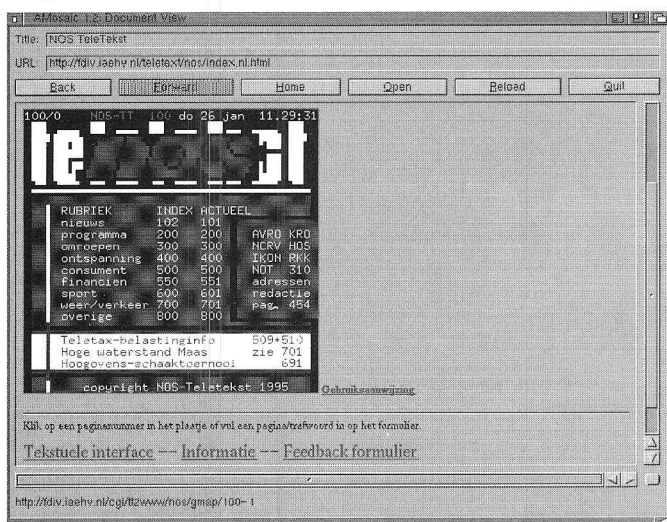 AMosaic 1.2: Document View
Title: NOS TeleTekst
URL: http://fdiv.iaehv.nl/teletext/nos/index.nl.html
Back Forward Home Open Reload Quit
100/0 NOS-TT 100 do 26 jan 11.29:31
RUBRIEK INDEX ACTUEEL
nieuws 102 101
programma 200 200 AVRO KRO
omroepen 300 300 NCRV HOS
ontspanning 400 400 IKON RKK
consument 500 500 NOT 310
financien 550 551 adressen
sport 600 601 redactie
weer/verkeer 700 701 pag. 454
overige 800 800
Teletax-belastinginfo 509+510
Hoge waterstand Maas zie 701
Hoogovens-schaaktoernooi 691
copyright NOS-Teletekst 1995
Gebruiksaanwijzing
Klik op een paginanummer in het plaatje of vul een pagina/trefwoord in op het formulier.
Tekstuele interface -- Informatie -- Feedback formulier
http://fdiv.iaehv.nl/cgi/tt2www/nos/gmap/100~1